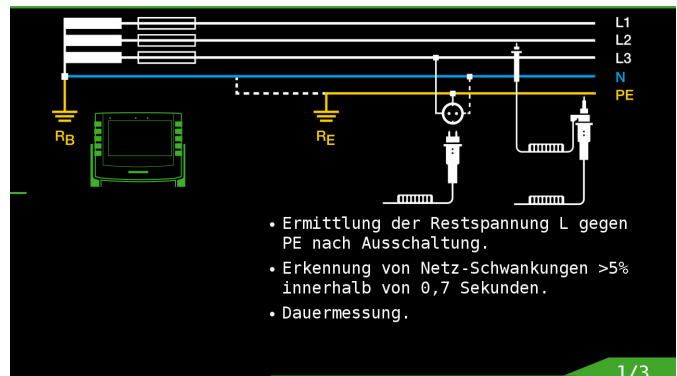 L1
L2
L3
N
PE
RB
RE
• Ermittlung der Restspannung L gegen
PE nach Ausschaltung.
• Erkennung von Netz-Schwankungen >5%
innerhalb von 0,7 Sekunden.
• Dauermessung.
1/3